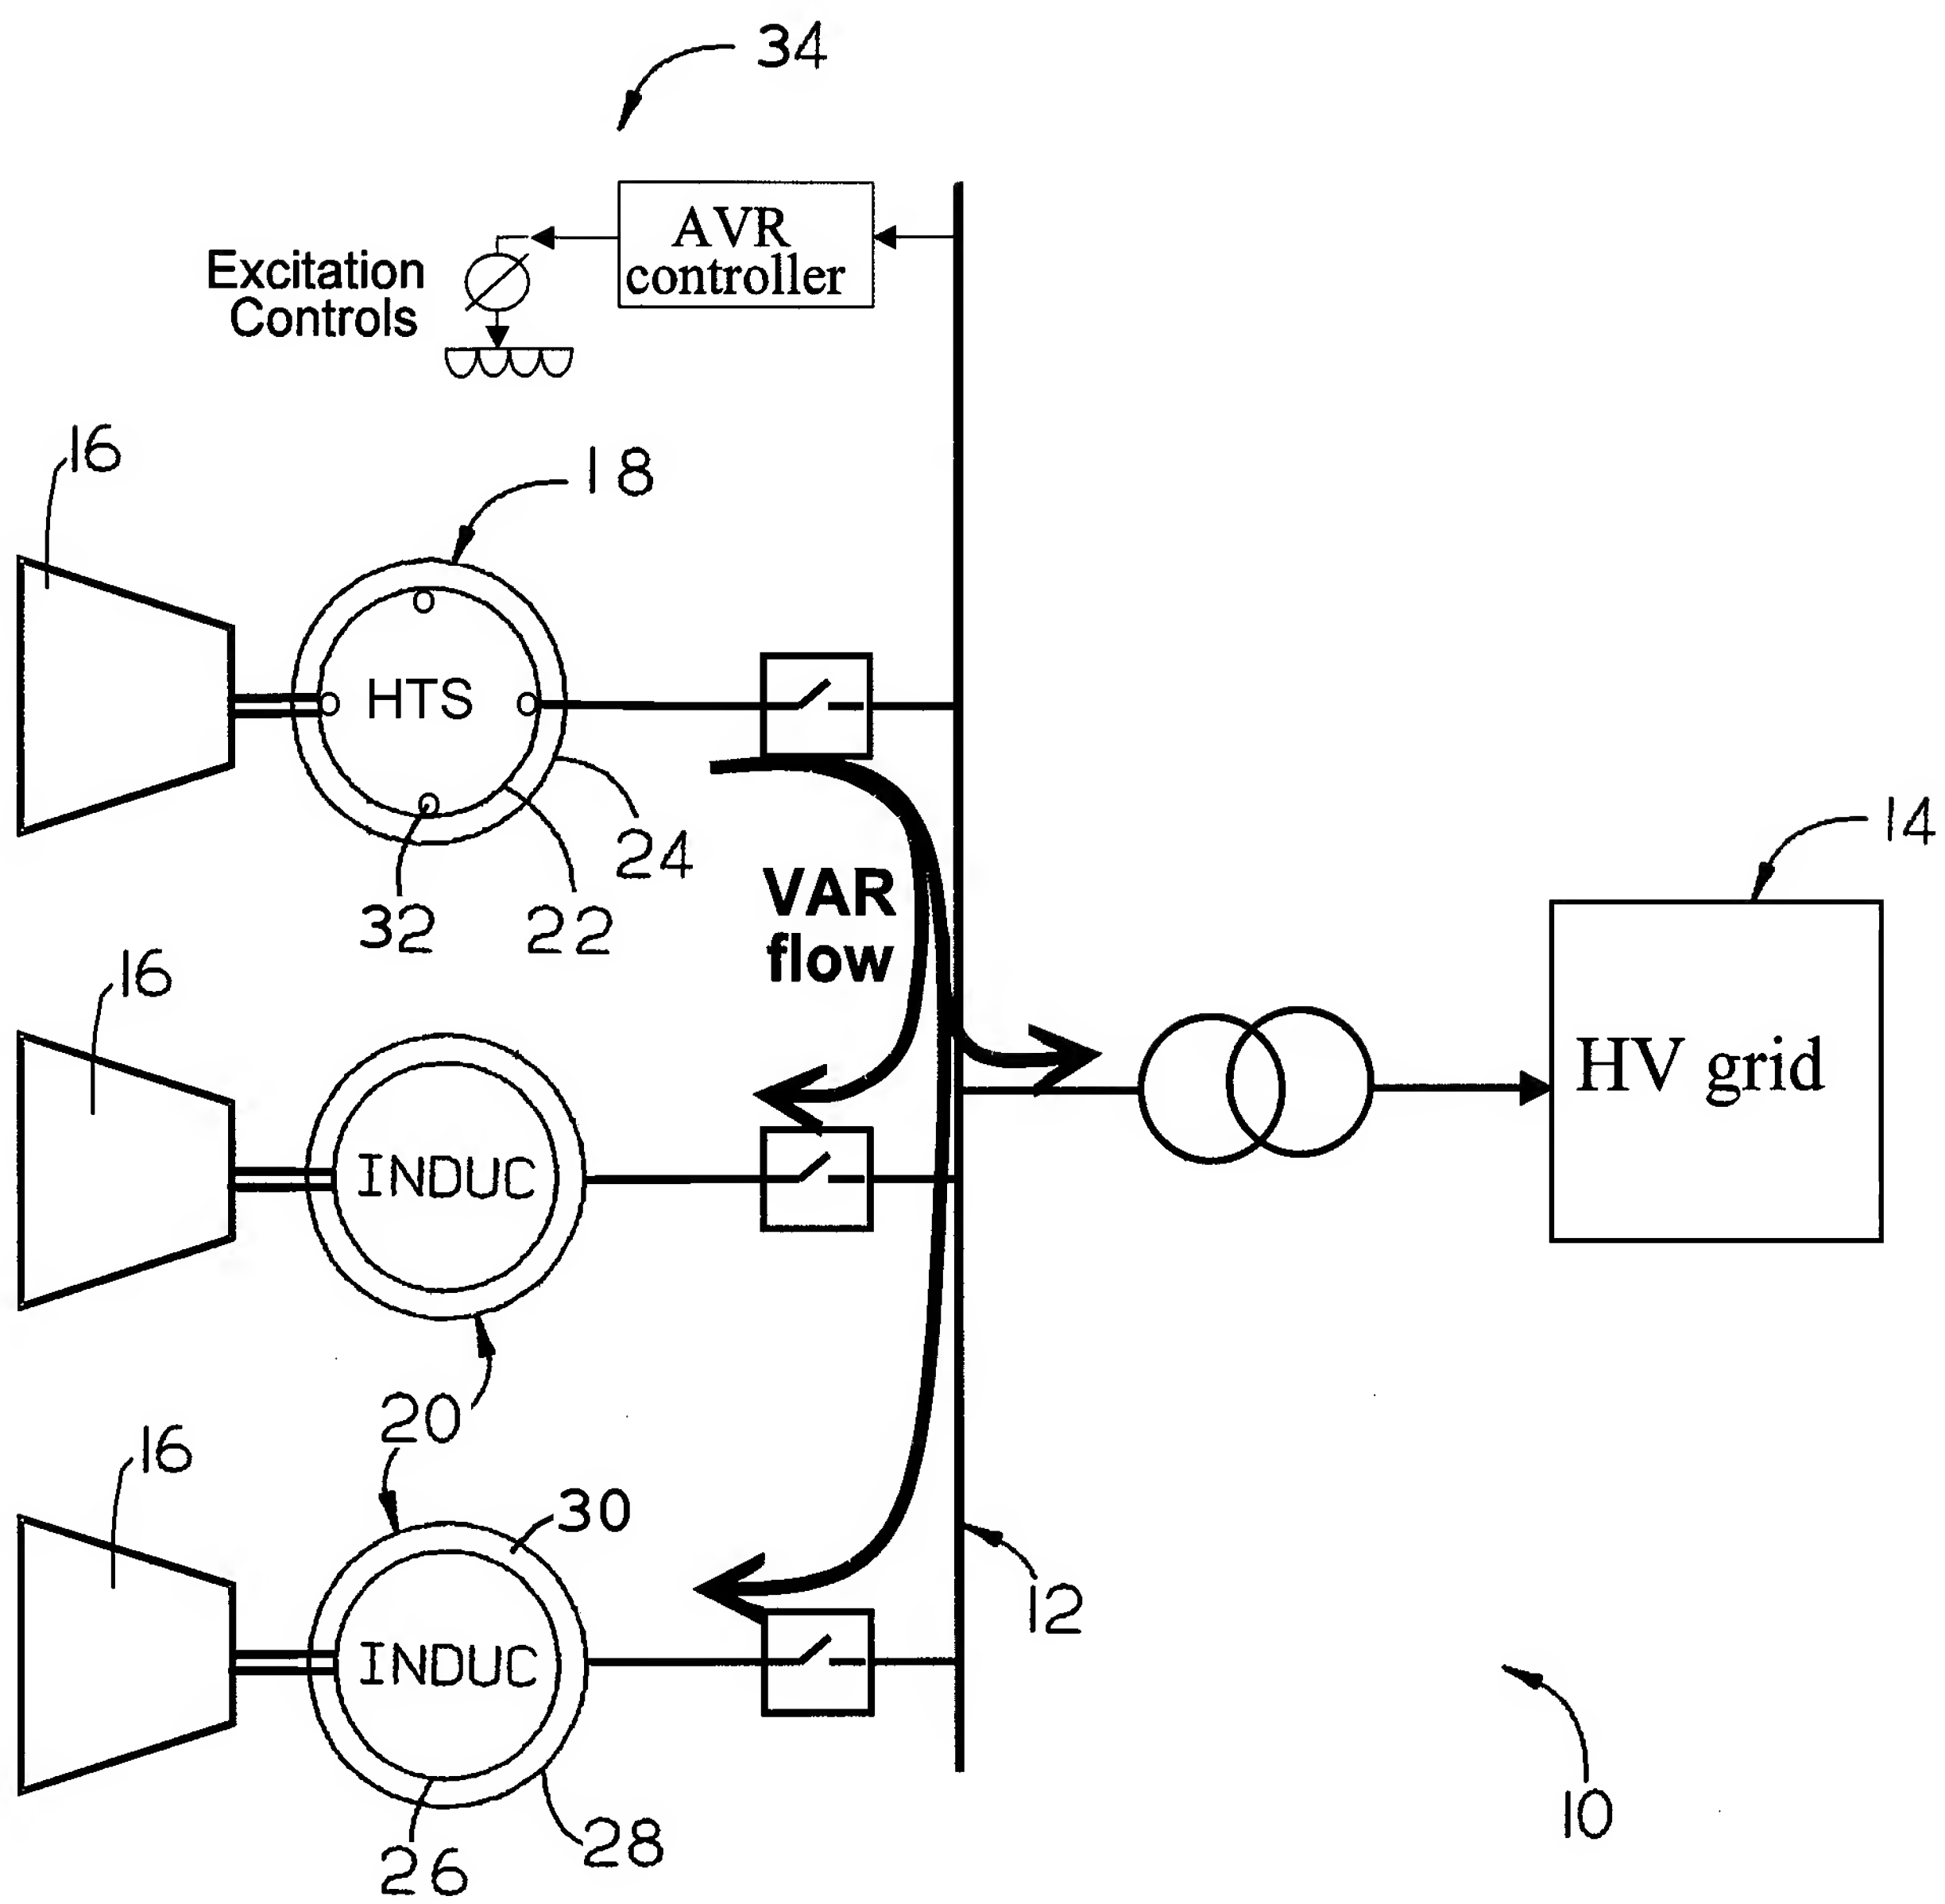 34
AVR
controller
Excitation
Controls
16
18
HTS
24
32
22
14
VAR
flow
16
HV grid
INDUC
20
16
30
12
INDUC
10
28
26